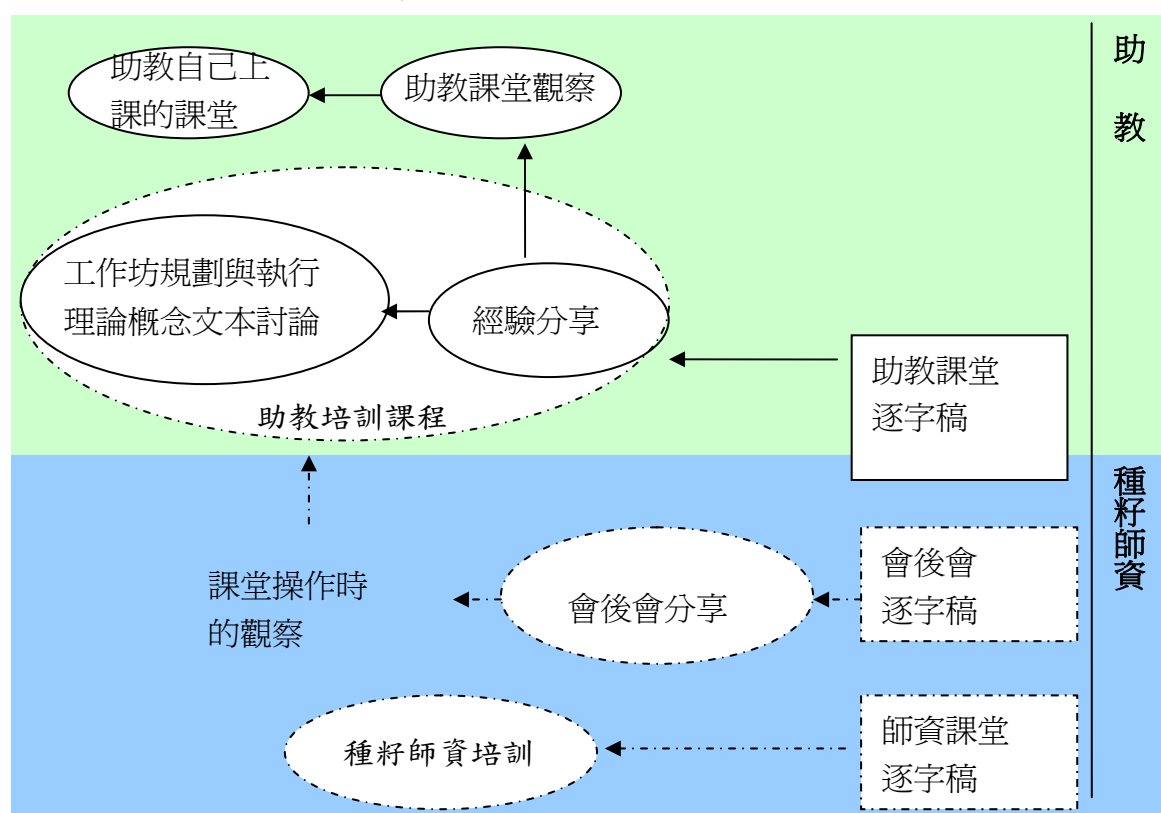 助教自己上
課的課堂
助教課堂觀察
助
教
工作坊規劃與執行
理論概念文本討論
經驗分享
助教培訓課程
助教課堂
逐字稿
種籽師資
課堂操作時
的觀察
會後會分享
會後會
逐字稿
種籽師資培訓
師資課堂
逐字稿